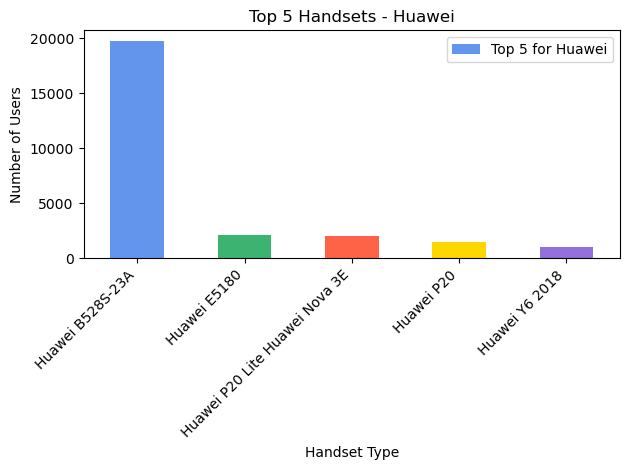 Top 5 Handsets - Huawei
Top 5 for Huawei
Number of Users
20000
15000
10000
5000
0
Huawei B528S-23A
Huawei E5180
Huawei P20 Lite Huawei Nova 3E
Huawei P20
Huawei Y6 2018
Handset Type